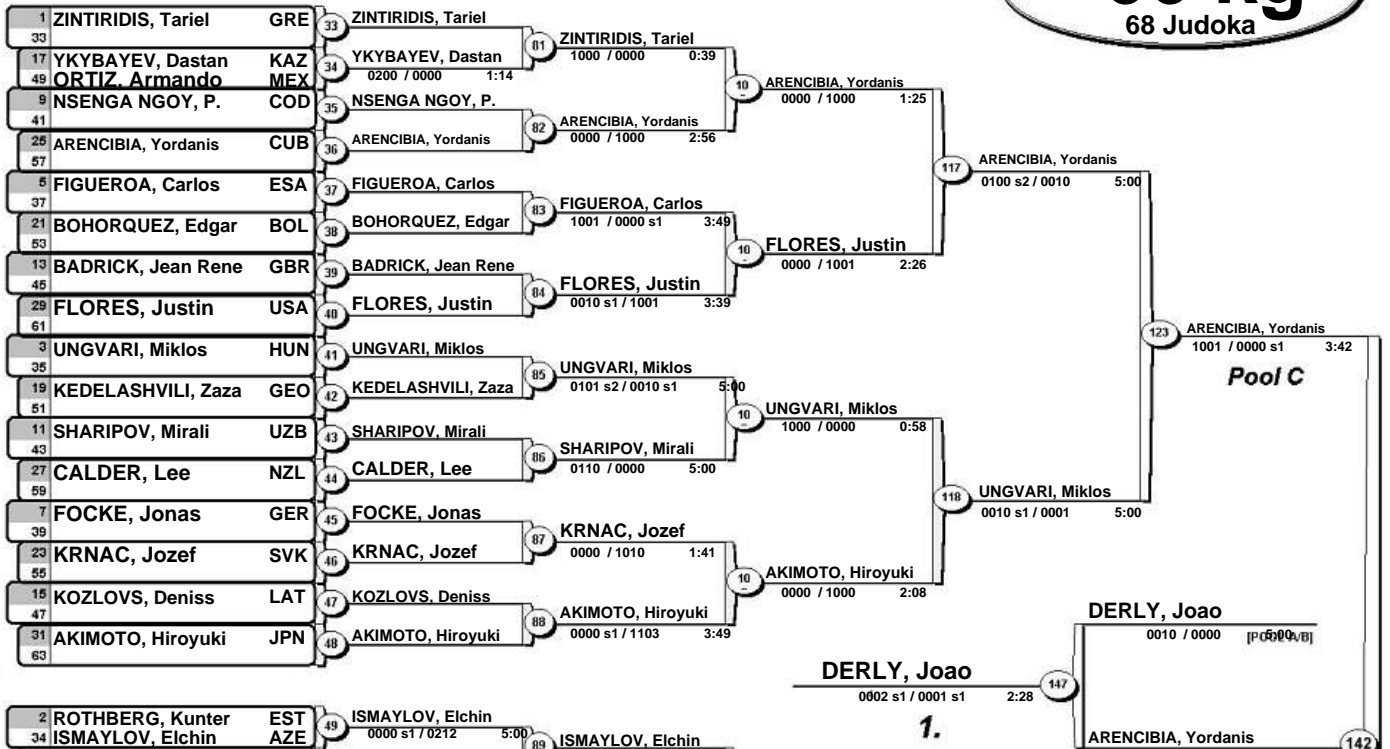 68 Judoka
1 ZINTIRIDIS, Tariel GRE
33
17 YKYBAYEV, Dastan KAZ
49 ORTIZ, Armando MEX
9 NSENGA NGOY, P. COD
41
25 ARENCIBIA, Yordanis CUB
57
5 FIGUEROA, Carlos ESA
37
21 BOHORQUEZ, Edgar BOL
53
13 BADRICK, Jean Rene GBR
45
29 FLORES, Justin USA
61
3 UNGVARI, Miklos HUN
35
19 KEDELASHVILI, Zaza GEO
51
11 SHARIPOV, Mirali UZB
43
27 CALDER, Lee NZL
59
7 FOCKE, Jonas GER
39
23 KRNAC, Jozef SVK
55
15 KOZLOVS, Deniss LAT
47
31 AKIMOTO, Hiroyuki JPN
63
2 ROTHBERG, Kunter EST
34 ISMAYLOV, Elchin AZE
33 ZINTIRIDIS, Tariel
34 YKYBAYEV, Dastan
0200 / 0000 1:14
35 NSENGA NGOY, P.
36 ARENCIBIA, Yordanis
37 FIGUEROA, Carlos
38 BOHORQUEZ, Edgar
39 BADRICK, Jean Rene
40 FLORES, Justin
41 UNGVARI, Miklos
42 KEDELASHVILI, Zaza
43 SHARIPOV, Mirali
44 CALDER, Lee
45 FOCKE, Jonas
46 KRNAC, Jozef
47 KOZLOVS, Deniss
48 AKIMOTO, Hiroyuki
49 ISMAYLOV, Elchin
0000 s1 / 0212 5:00
81 ZINTIRIDIS, Tariel
1000 / 0000 0:39
82 ARENCIBIA, Yordanis
0000 / 1000 2:56
83 FIGUEROA, Carlos
1001 / 0000 s1 3:49
84 FLORES, Justin
0010 s1 / 1001 3:39
85 UNGVARI, Miklos
0101 s2 / 0010 s1 5:00
86 SHARIPOV, Mirali
0110 / 0000 5:00
87 KRNAC, Jozef
0000 / 1010 1:41
88 AKIMOTO, Hiroyuki
0000 s1 / 1103 3:49
89 ISMAYLOV, Elchin
10 ARENCIBIA, Yordanis
0000 / 1000 1:25
10 FLORES, Justin
0000 / 1001 2:26
10 UNGVARI, Miklos
1000 / 0000 0:58
10 AKIMOTO, Hiroyuki
0000 / 1000 2:08
117 ARENCIBIA, Yordanis
0100 s2 / 0010 5:00
118 UNGVARI, Miklos
0010 s1 / 0001 5:00
123 ARENCIBIA, Yordanis
1001 / 0000 s1 3:42
Pool C
DERLY, Joao
0010 / 0000 5:00
DERLY, Joao 147
0002 s1 / 0001 s1 2:28
1.
ARENCIBIA, Yordanis 142